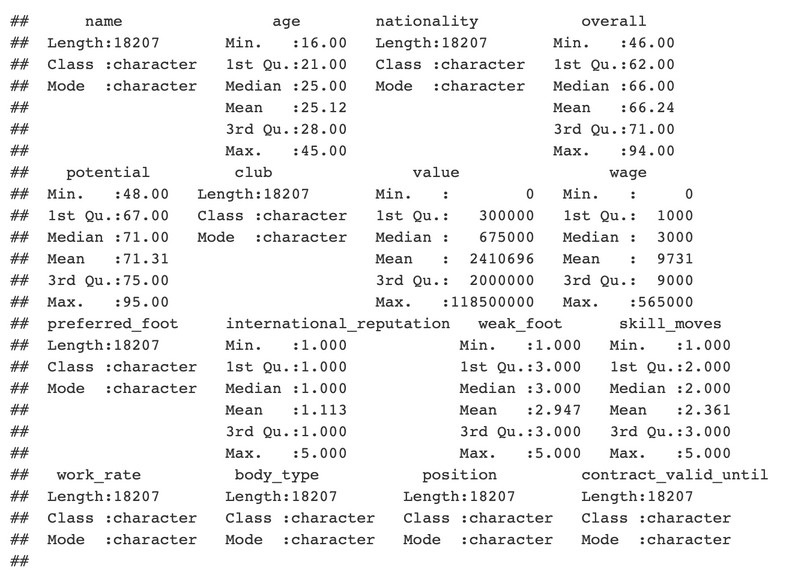 ##      name                age          nationality           overall
##  Length:18207       Min.   :16.00   Length:18207       Min.   :46.00
##  Class :character   1st Qu.:21.00   Class :character   1st Qu.:62.00
##  Mode  :character   Median :25.00   Mode  :character   Median :66.00
##                     Mean   :25.12                      Mean   :66.24
##                     3rd Qu.:28.00                      3rd Qu.:71.00
##                     Max.   :45.00                      Max.   :94.00
##    potential         club               value                wage
##  Min.   :48.00   Length:18207       Min.   :        0   Min.   :     0
##  1st Qu.:67.00   Class :character   1st Qu.:   300000   1st Qu.:  1000
##  Median :71.00   Mode  :character   Median :   675000   Median :  3000
##  Mean   :71.31                      Mean   :  2410696   Mean   :  9731
##  3rd Qu.:75.00                      3rd Qu.:  2000000   3rd Qu.:  9000
##  Max.   :95.00                      Max.   :118500000   Max.   :565000
##  preferred_foot     international_reputation   weak_foot      skill_moves
##  Length:18207       Min.   :1.000            Min.   :1.000   Min.   :1.000
##  Class :character   1st Qu.:1.000            1st Qu.:3.000   1st Qu.:2.000
##  Mode  :character   Median :1.000            Median :3.000   Median :2.000
##                     Mean   :1.113            Mean   :2.947   Mean   :2.361
##                     3rd Qu.:1.000            3rd Qu.:3.000   3rd Qu.:3.000
##                     Max.   :5.000            Max.   :5.000   Max.   :5.000
##   work_rate          body_type           position         contract_valid_until
##  Length:18207       Length:18207       Length:18207       Length:18207
##  Class :character   Class :character   Class :character   Class :character
##  Mode  :character   Mode  :character   Mode  :character   Mode  :character
##